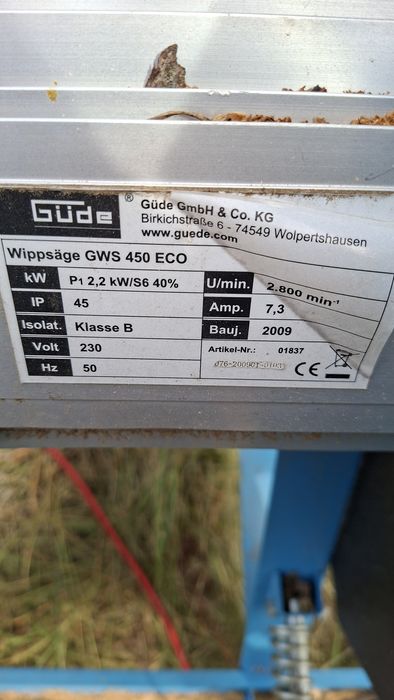 Güde ®
Güde GmbH & Co. KG
Birkichstraße 6 - 74549 Wolpertshausen
www.guede.com
Wippsäge GWS 450 ECO
kW P1 2,2 kW/S6 40% U/min. 2.800 min⁻¹
IP 45 Amp. 7,3
Isolat. Klasse B Bauj. 2009
Volt 230 Artikel-Nr.: 01837
Hz 50 CE